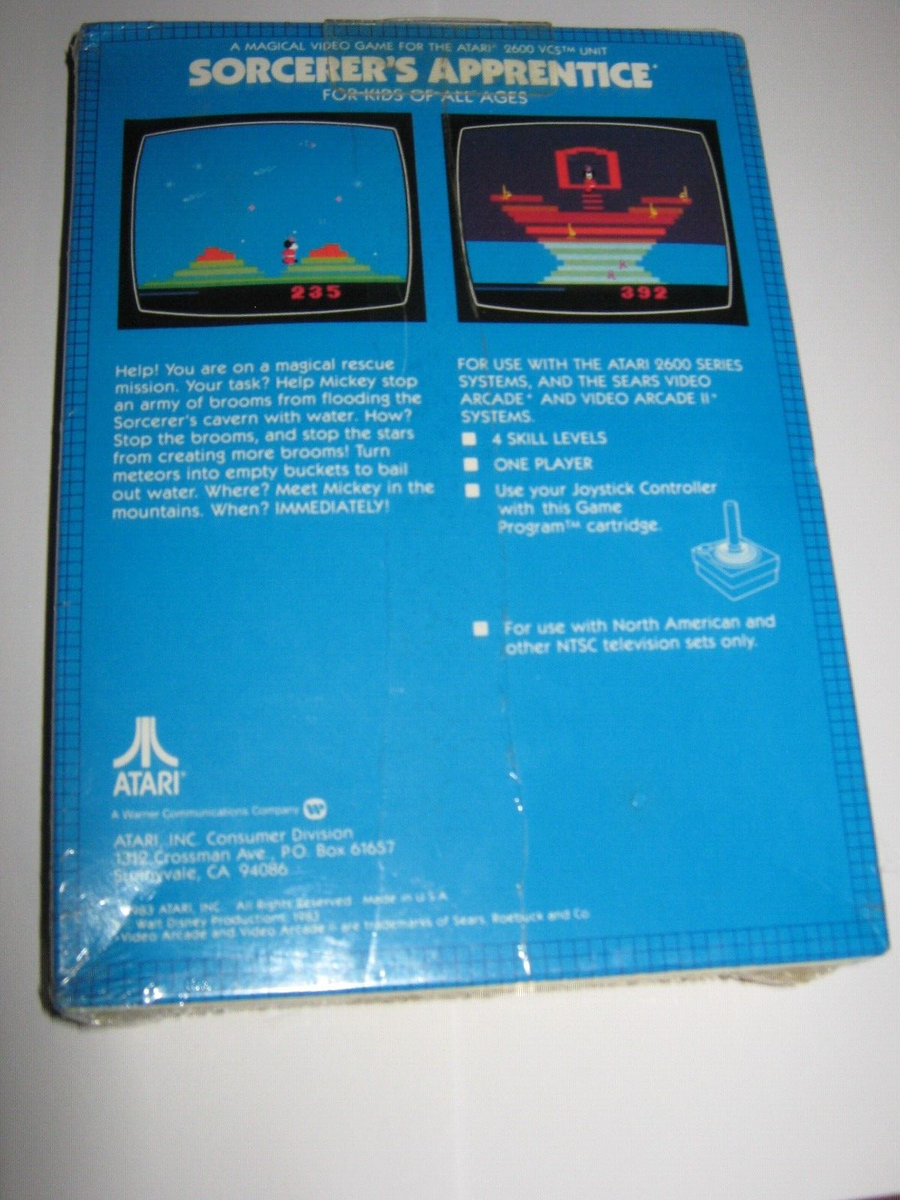 A MAGICAL VIDEO GAME FOR THE ATARI® 2600 VCS™ UNIT
SORCERER'S APPRENTICE*
FOR KIDS OF ALL AGES
235
392
Help! You are on a magical rescue
mission. Your task? Help Mickey stop
an army of brooms from flooding the
Sorcerer's cavern with water. How?
Stop the brooms, and stop the stars
from creating more brooms! Turn
meteors into empty buckets to bail
out water. Where? Meet Mickey in the
mountains. When? IMMEDIATELY!
FOR USE WITH THE ATARI 2600 SERIES
SYSTEMS, AND THE SEARS VIDEO
ARCADE* AND VIDEO ARCADE II*
SYSTEMS.
4 SKILL LEVELS
ONE PLAYER
Use your Joystick Controller
with this Game
Program™ cartridge.
For use with North American and
other NTSC television sets only.
ATARI®
A Warner Communications Company
ATARI, INC. Consumer Division
1312 Crossman Ave., P.O. Box 61657
Sunnyvale, CA 94086
1983 ATARI, INC. All Rights Reserved Made in U.S.A.
Walt Disney Productions 1983
Video Arcade and Video Arcade II are trademarks of Sears, Roebuck and Co.